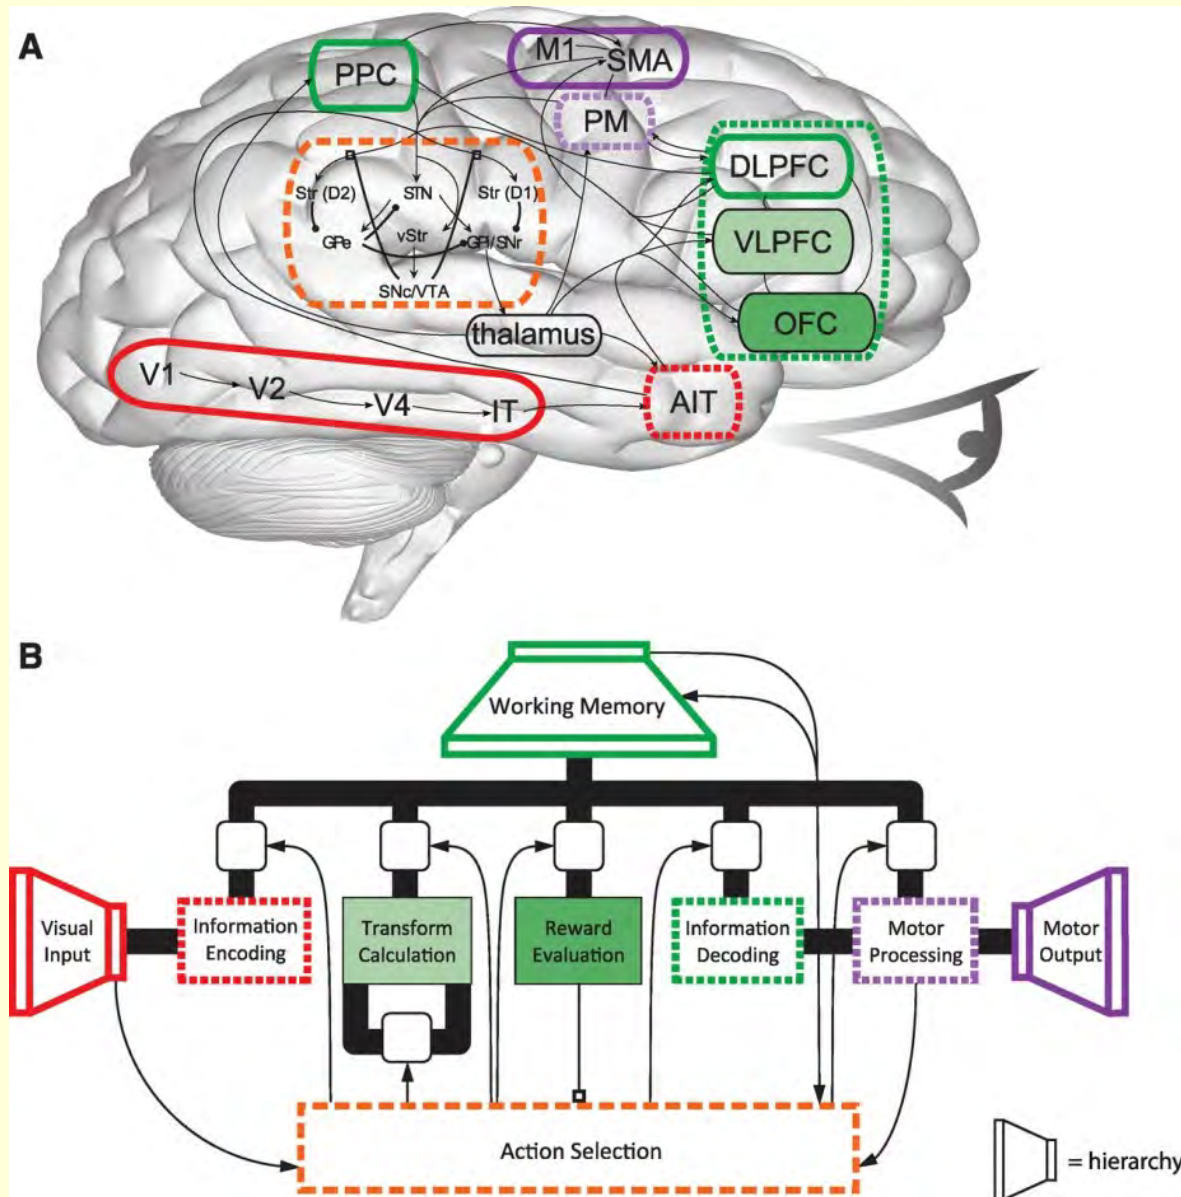 A
PPC
M1
SMA
PM
DLPFC
VLPFC
OFC
Str (D2)
STN
Str (D1)
GPe
vStr
GPi/SNr
SNc/VTA
thalamus
V1
V2
V4
IT
AIT
B
Working Memory
Visual
Input
Information
Encoding
Transform
Calculation
Reward
Evaluation
Information
Decoding
Motor
Processing
Motor
Output
Action Selection
= hierarchy